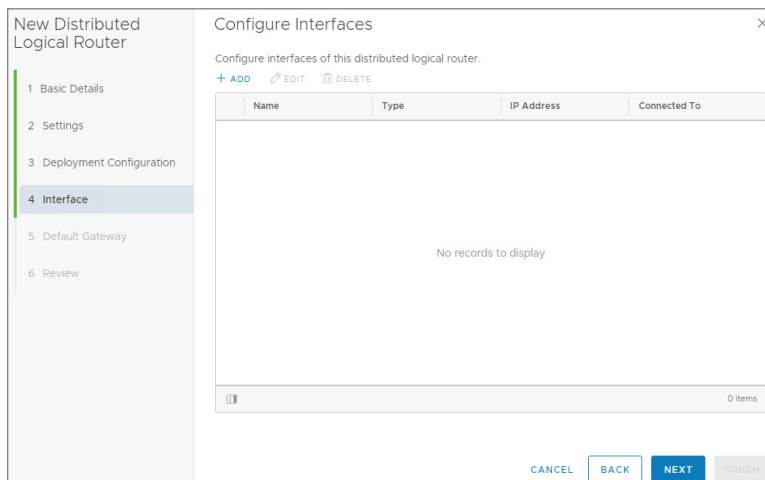 New Distributed
Logical Router
1 Basic Details
2 Settings
3 Deployment Configuration
4 Interface
5 Default Gateway
6 Review
Configure Interfaces
Configure interfaces of this distributed logical router.
+ ADD EDIT DELETE
Name Type IP Address Connected To
No records to display
0 items
CANCEL BACK NEXT FINISH